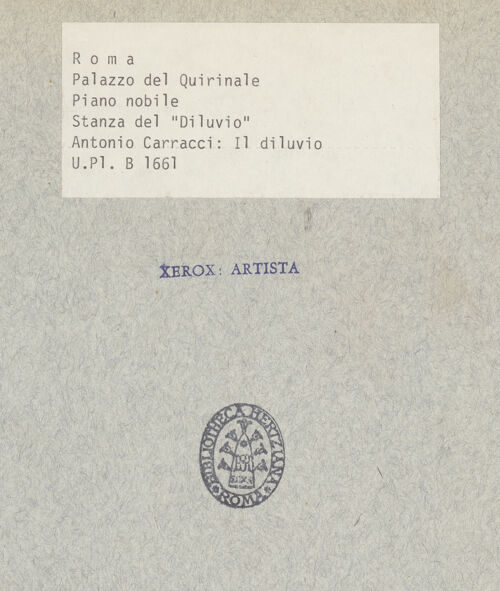 R o m a
Palazzo del Quirinale
Piano nobile
Stanza del "Diluvio"
Antonio Carracci: Il diluvio
U.Pl. B 1661
XEROX: ARTISTA
BIBLIOTHECA HERTZIANA
ROMA